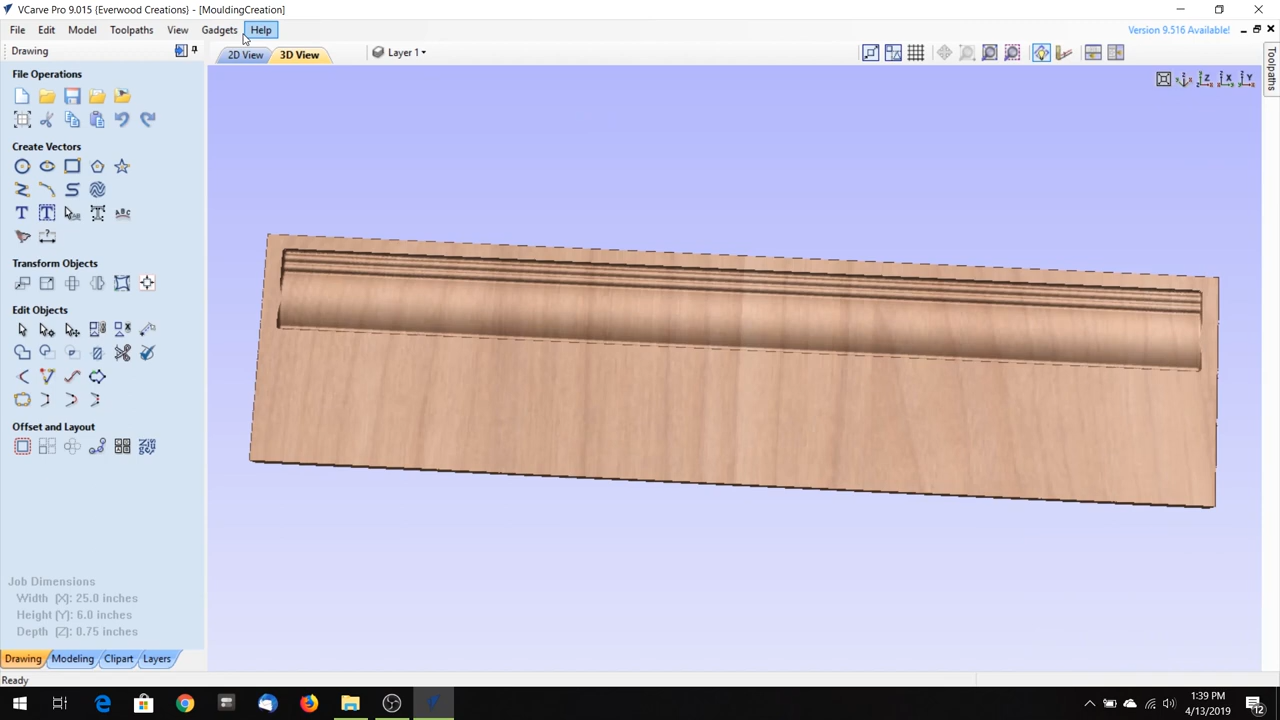 VCarve Pro 9.015 {Everwood Creations} - [MouldingCreation]
File Edit Model Toolpaths View Gadgets Help
Version 9.516 Available!
Drawing
2D View 3D View Layer 1
Toolpaths
Z X Y
File Operations
Create Vectors
Transform Objects
Edit Objects
Offset and Layout
Job Dimensions
Width (X): 25.0 inches
Height (Y): 6.0 inches
Depth (Z): 0.75 inches
Drawing Modeling Clipart Layers
Ready
1:39 PM
4/13/2019
12